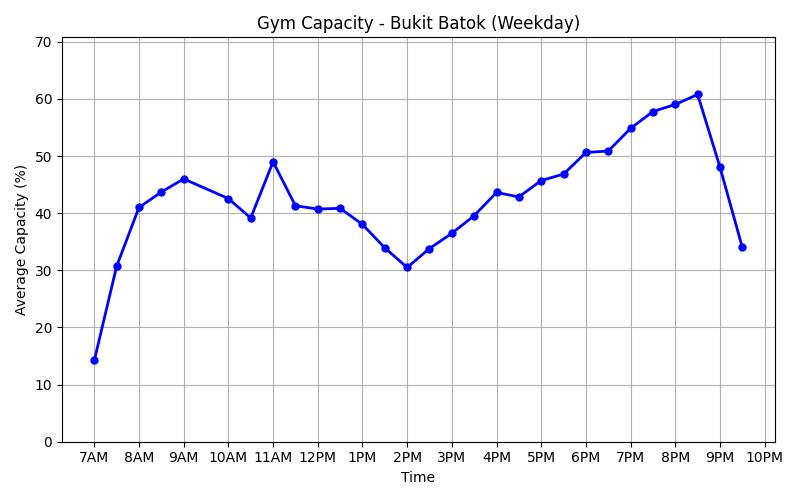 Gym Capacity - Bukit Batok (Weekday)
Average Capacity (%)
70
60
50
40
30
20
10
0
7AM 8AM 9AM 10AM 11AM 12PM 1PM 2PM 3PM 4PM 5PM 6PM 7PM 8PM 9PM 10PM
Time